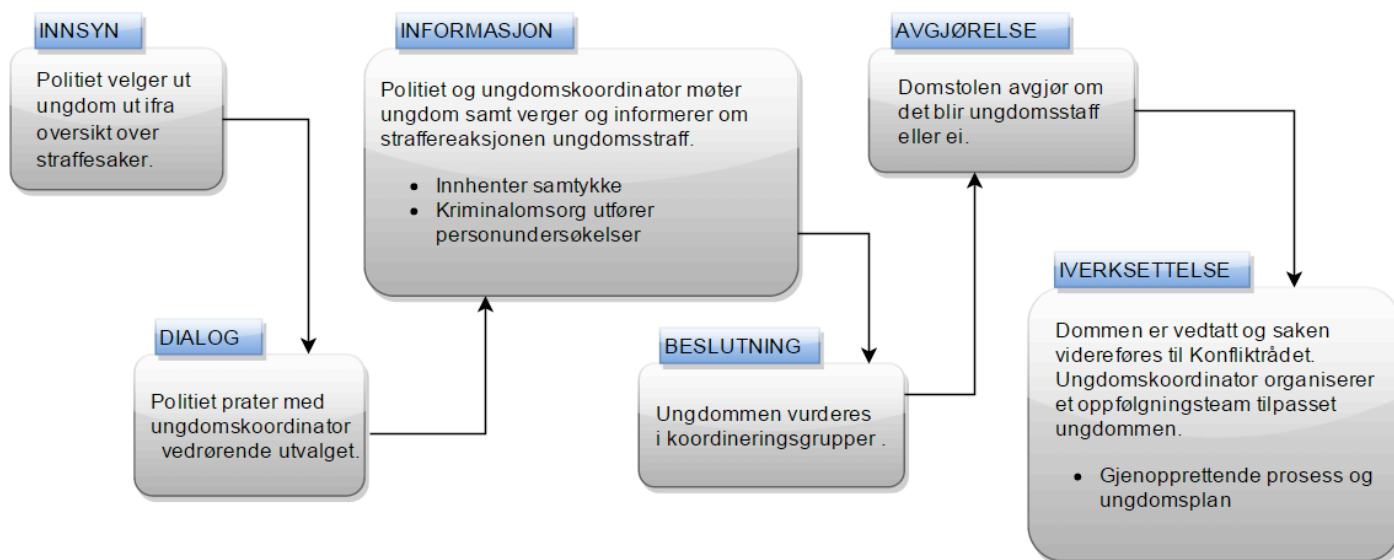 INNSYN
Politiet velger ut
ungdom ut ifra
oversikt over
straffesaker.
DIALOG
Politiet prater med
ungdomskoordinator
vedrørende utvalget.
INFORMASJON
Politiet og ungdomskoordinator møter
ungdom samt verger og informerer om
straffereaksjonen ungdomsstraff.
• Innhenter samtykke
• Kriminalomsorg utfører
personundersøkelser
BESLUTNING
Ungdommen vurderes
i koordineringsgrupper .
AVGJØRELSE
Domstolen avgjør om
det blir ungdomsstaff
eller ei.
IVERKSETTELSE
Dommen er vedtatt og saken
videreføres til Konfliktrådet.
Ungdomskoordinator organiserer
et oppfølgningsteam tilpasset
ungdommen.
• Gjenopprettende prosess og
ungdomsplan